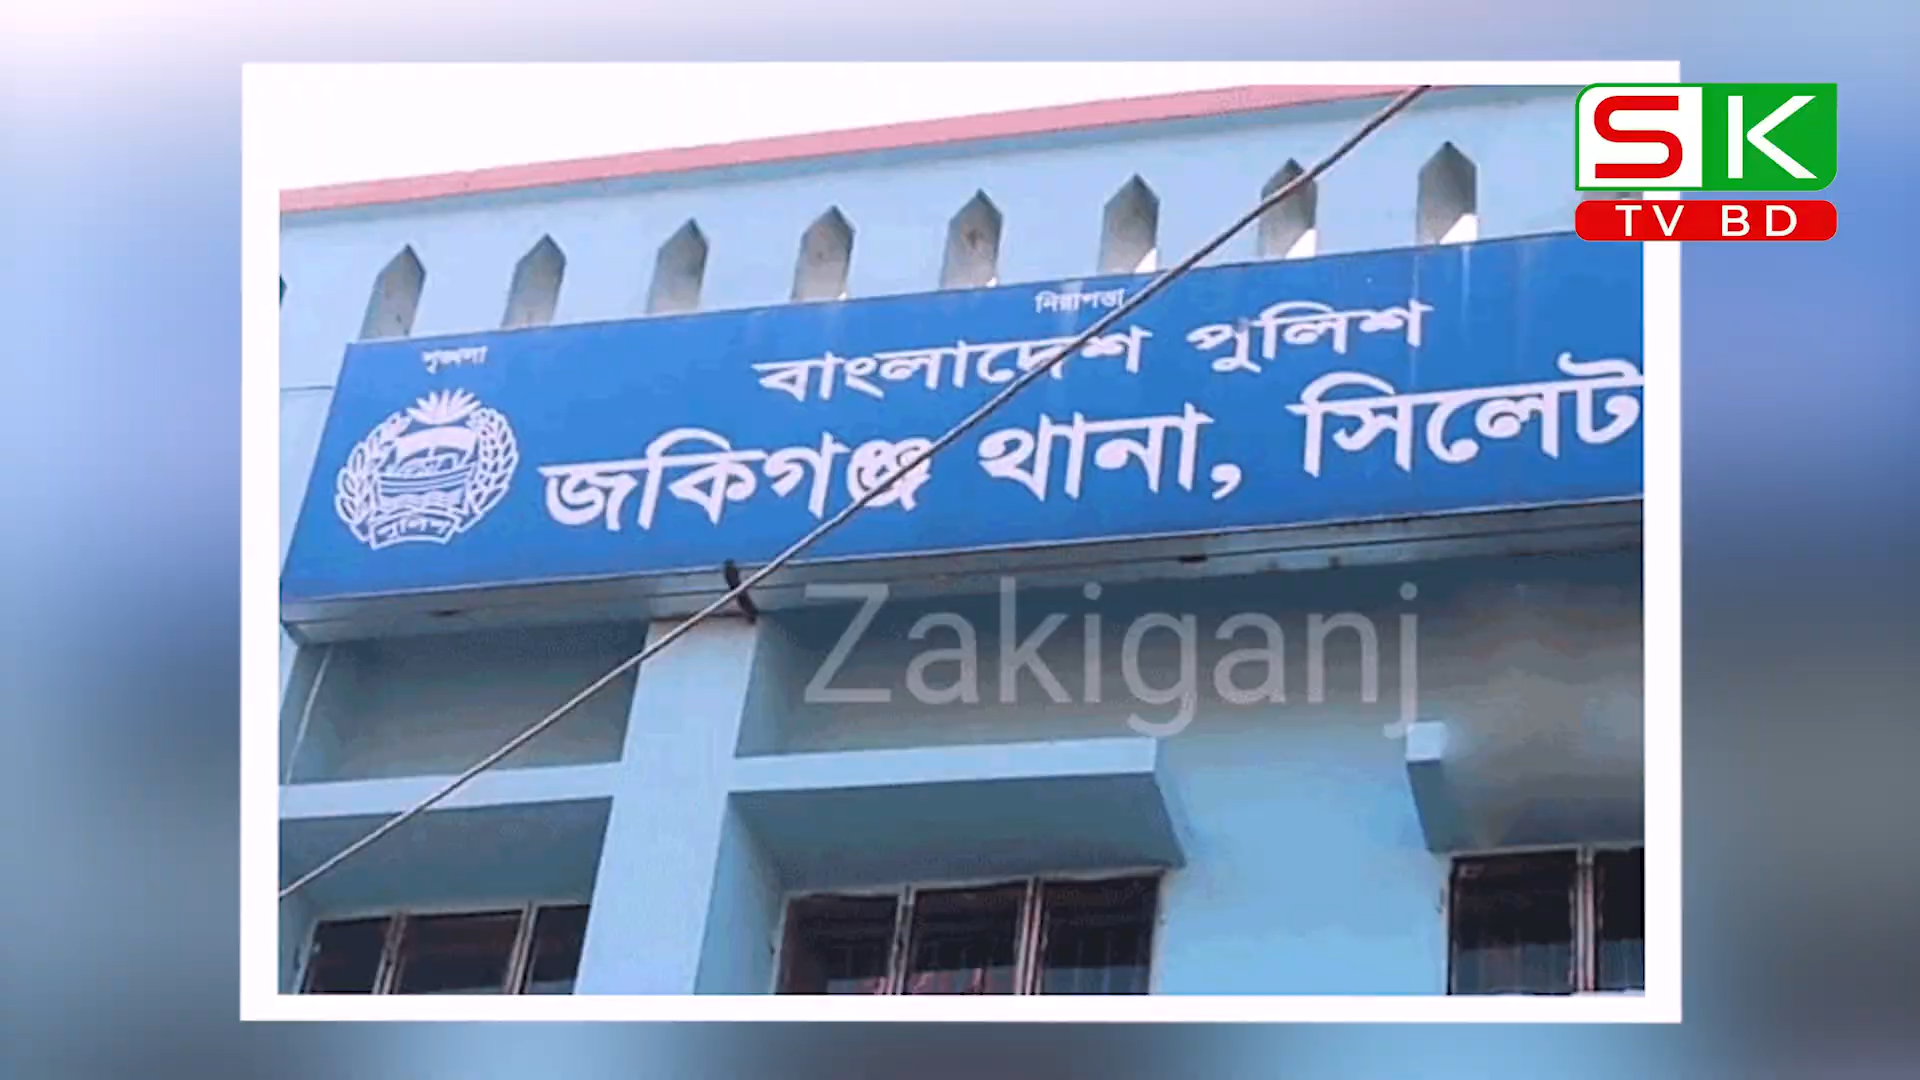 SK
TV BD
শৃঙ্খলা
নিরাপত্তা
বাংলাদেশ পুলিশ
জকিগঞ্জ থানা, সিলেট
পুলিশ
Zakiganj